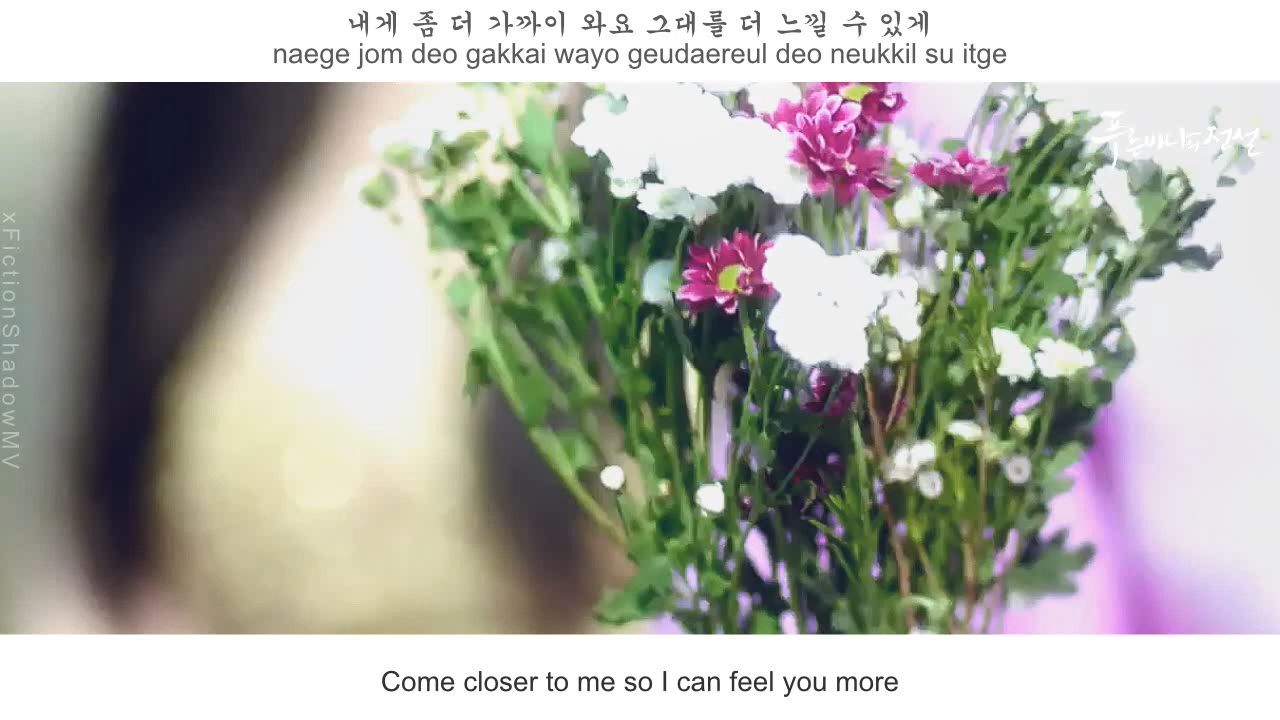 내게 좀 더 가까이 와요 그대를 더 느낄 수 있게
naege jom deo gakkai wayo geudaereul deo neukkil su itge
푸른 바다의 전설
xFictionShadowMV
Come closer to me so I can feel you more